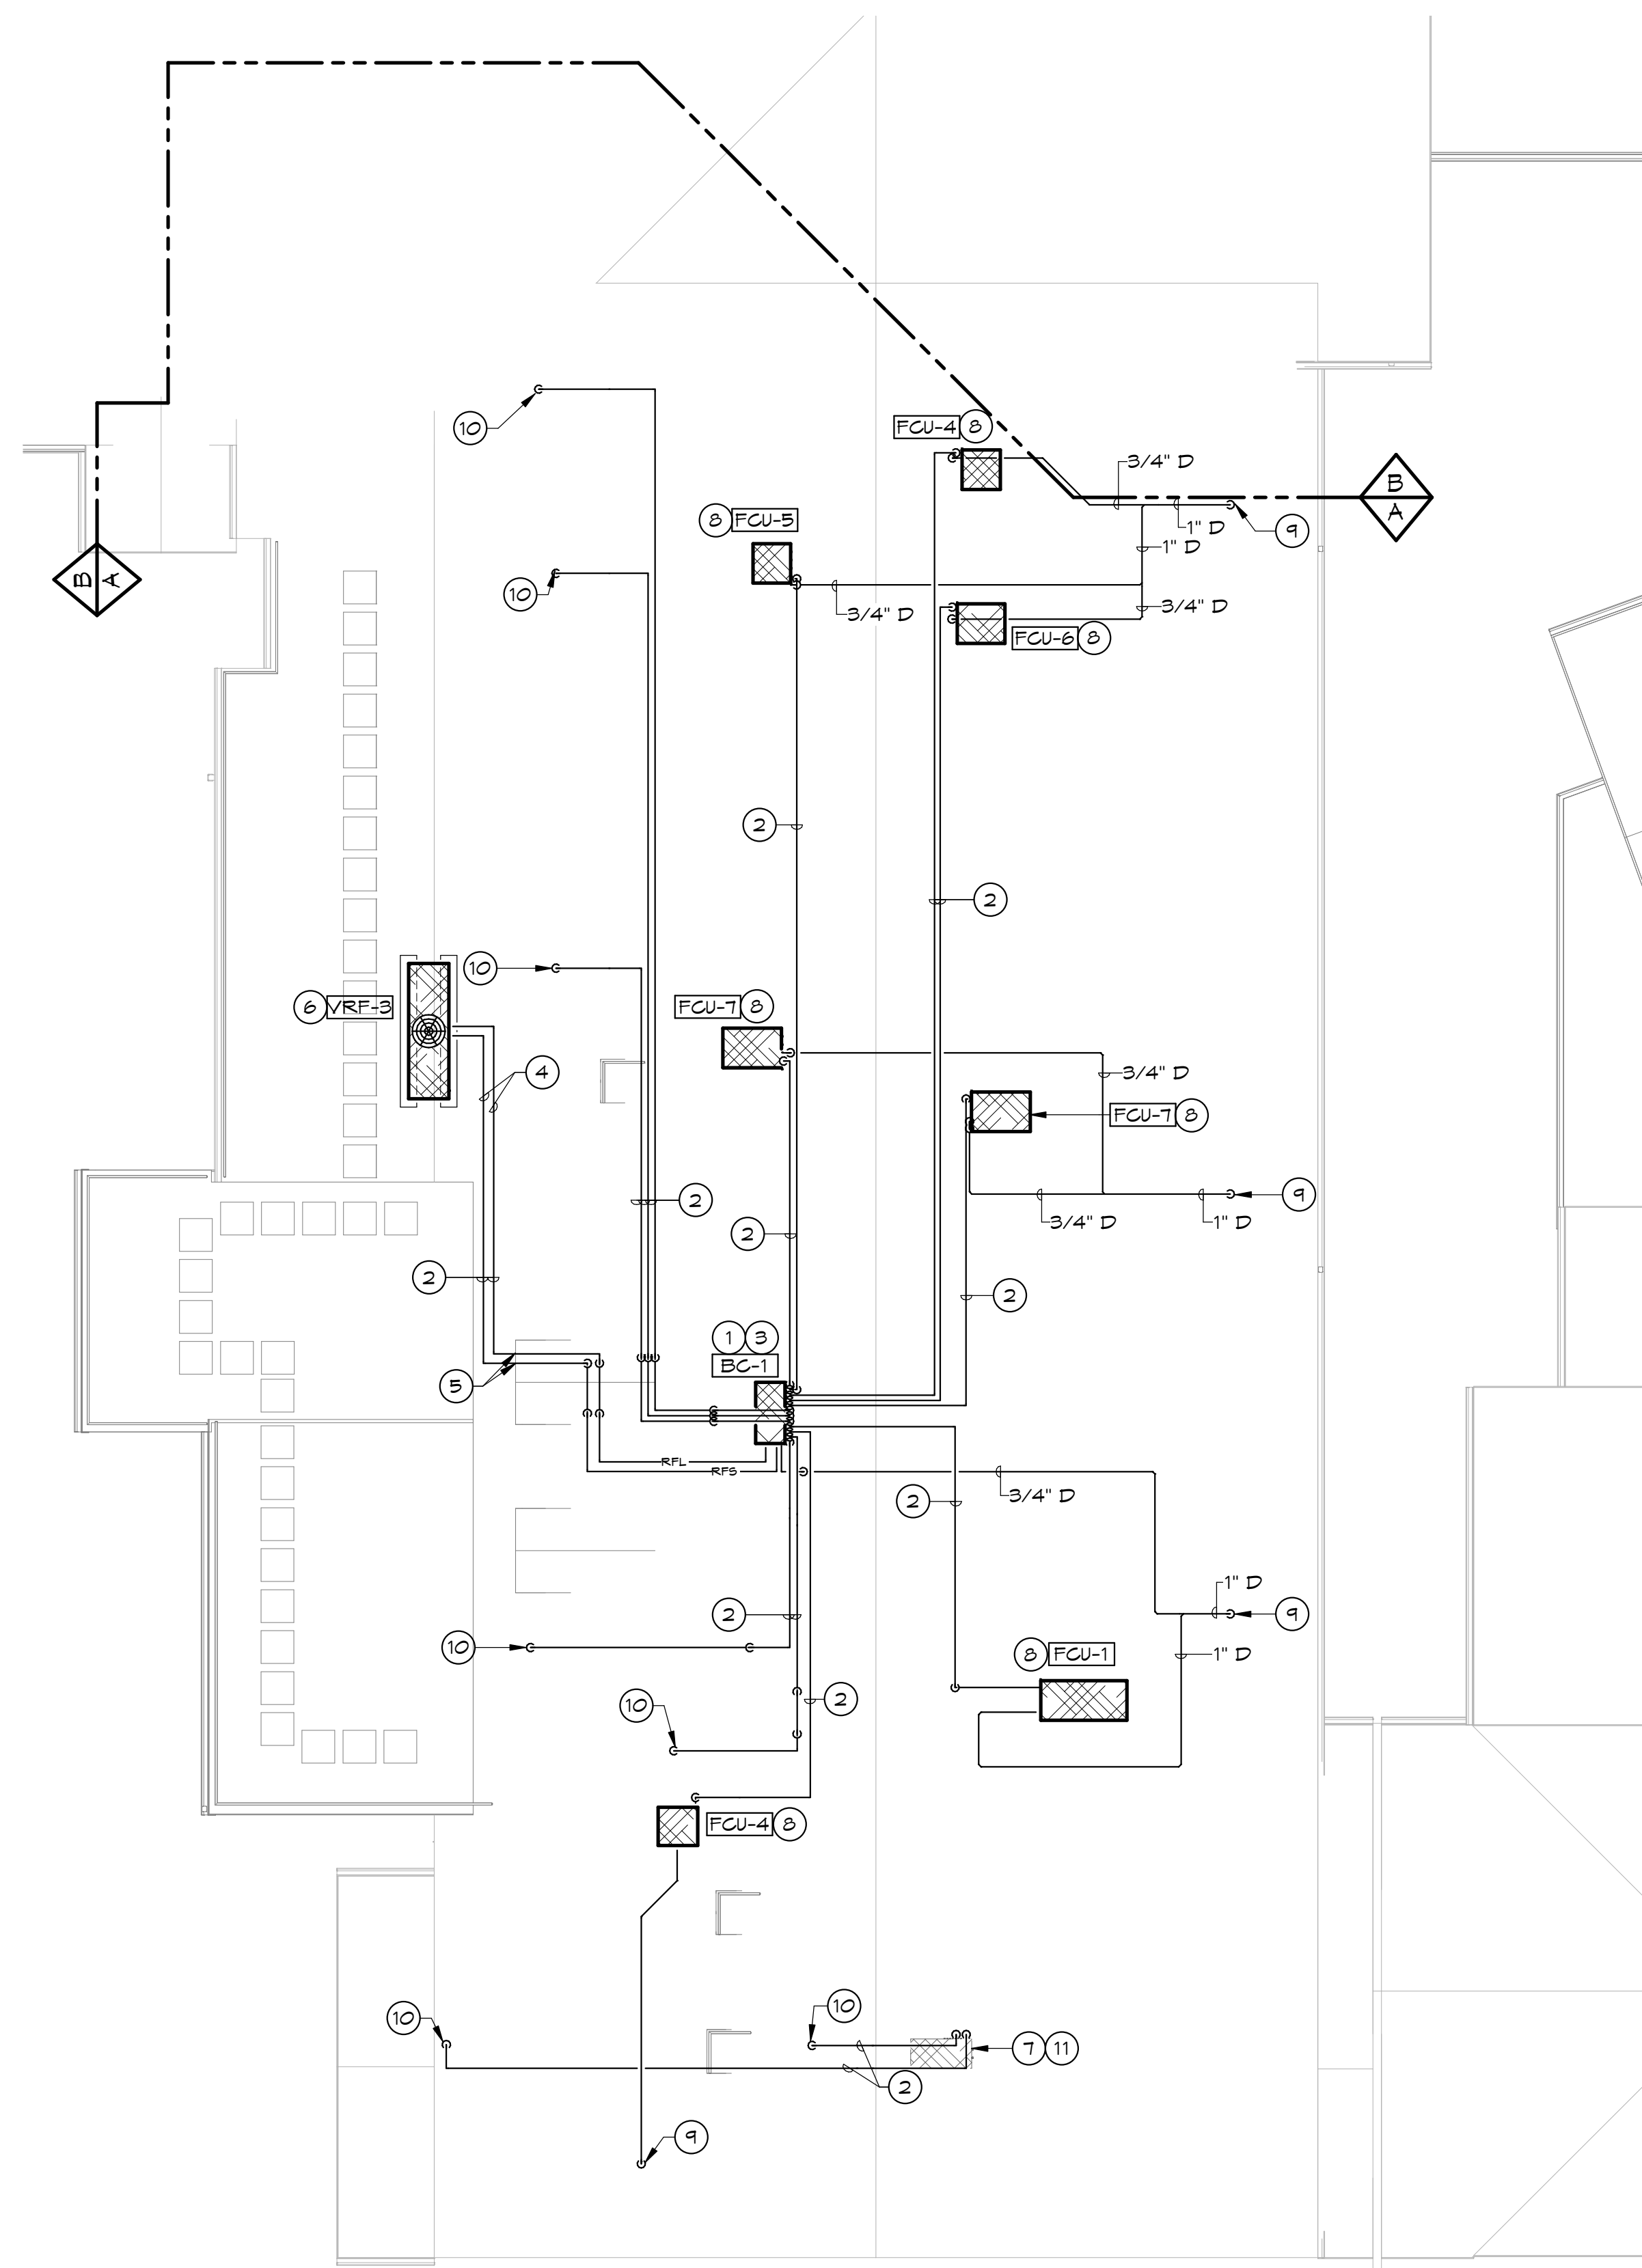 10
FCU-4 8
3/4" D
B
A
8 FCU-5
1" D
9
1" D
B
A
10
3/4" D
3/4" D
FCU-6 8
2
2
10
6 VRF-3
FCU-7 8
4
3/4" D
FCU-7 8
2
9
3/4" D
1" D
2
2
2
1 3
BC-1
5
RFL
RFS
3/4" D
2
1" D
2
9
10
8 FCU-1
1" D
10
2
FCU-4 8
10
10
7 11
2
9